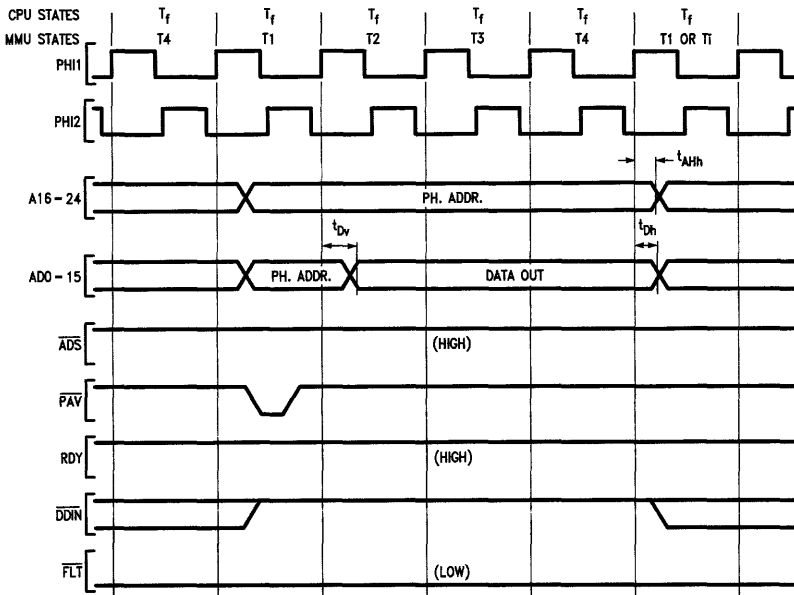 CPU STATES Tf Tf Tf Tf Tf Tf
MMU STATES T4 T1 T2 T3 T4 T1 OR Ti
PHI1
PHI2
tAHh
A16-24 PH. ADDR.
tDv tDh
AD0-15 PH. ADDR. DATA OUT
ADS (HIGH)
PAV
RDY (HIGH)
DDIN
FLT (LOW)